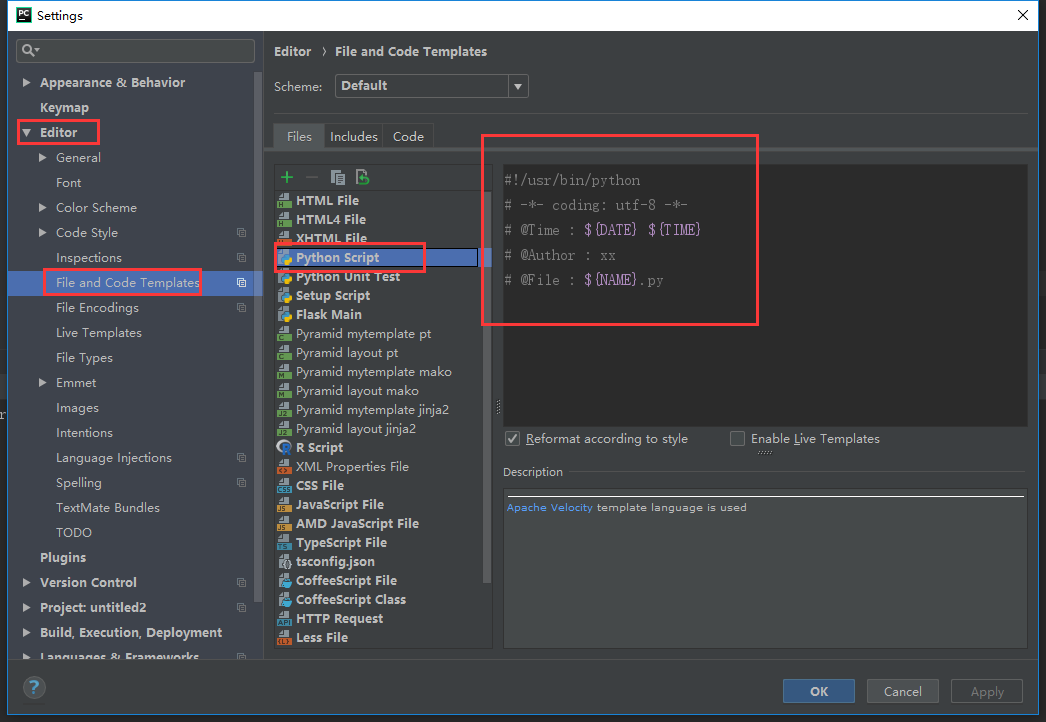 PC Settings
Appearance & Behavior
Keymap
Editor
General
Font
Color Scheme
Code Style
Inspections
File and Code Templates
File Encodings
Live Templates
File Types
Emmet
Images
Intentions
Language Injections
Spelling
TextMate Bundles
TODO
Plugins
Version Control
Project: untitled2
Build, Execution, Deployment
Languages & Frameworks
?
Editor › File and Code Templates
Scheme: Default
Files Includes Code
HTML File
HTML4 File
XHTML File
Python Script
Python Unit Test
Setup Script
Flask Main
Pyramid mytemplate pt
Pyramid layout pt
Pyramid mytemplate mako
Pyramid layout mako
Pyramid mytemplate jinja2
Pyramid layout jinja2
R Script
XML Properties File
CSS File
JavaScript File
AMD JavaScript File
TypeScript File
tsconfig.json
CoffeeScript File
CoffeeScript Class
HTTP Request
Less File
#!/usr/bin/python
# -*- coding: utf-8 -*-
# @Time : ${DATE} ${TIME}
# @Author : xx
# @File : ${NAME}.py
Reformat according to style Enable Live Templates
Description
Apache Velocity template language is used
OK Cancel Apply